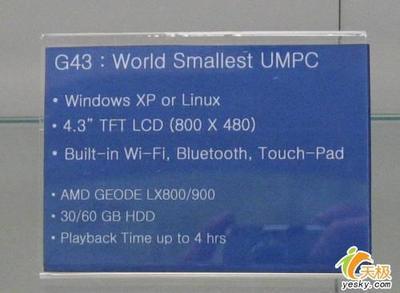 G43 : World Smallest UMPC
• Windows XP or Linux
• 4.3” TFT LCD (800 X 480)
• Built-in Wi-Fi, Bluetooth, Touch-Pad
• AMD GEODE LX800/900
• 30/60 GB HDD
• Playback Time up to 4 hrs
天极
yesky.com